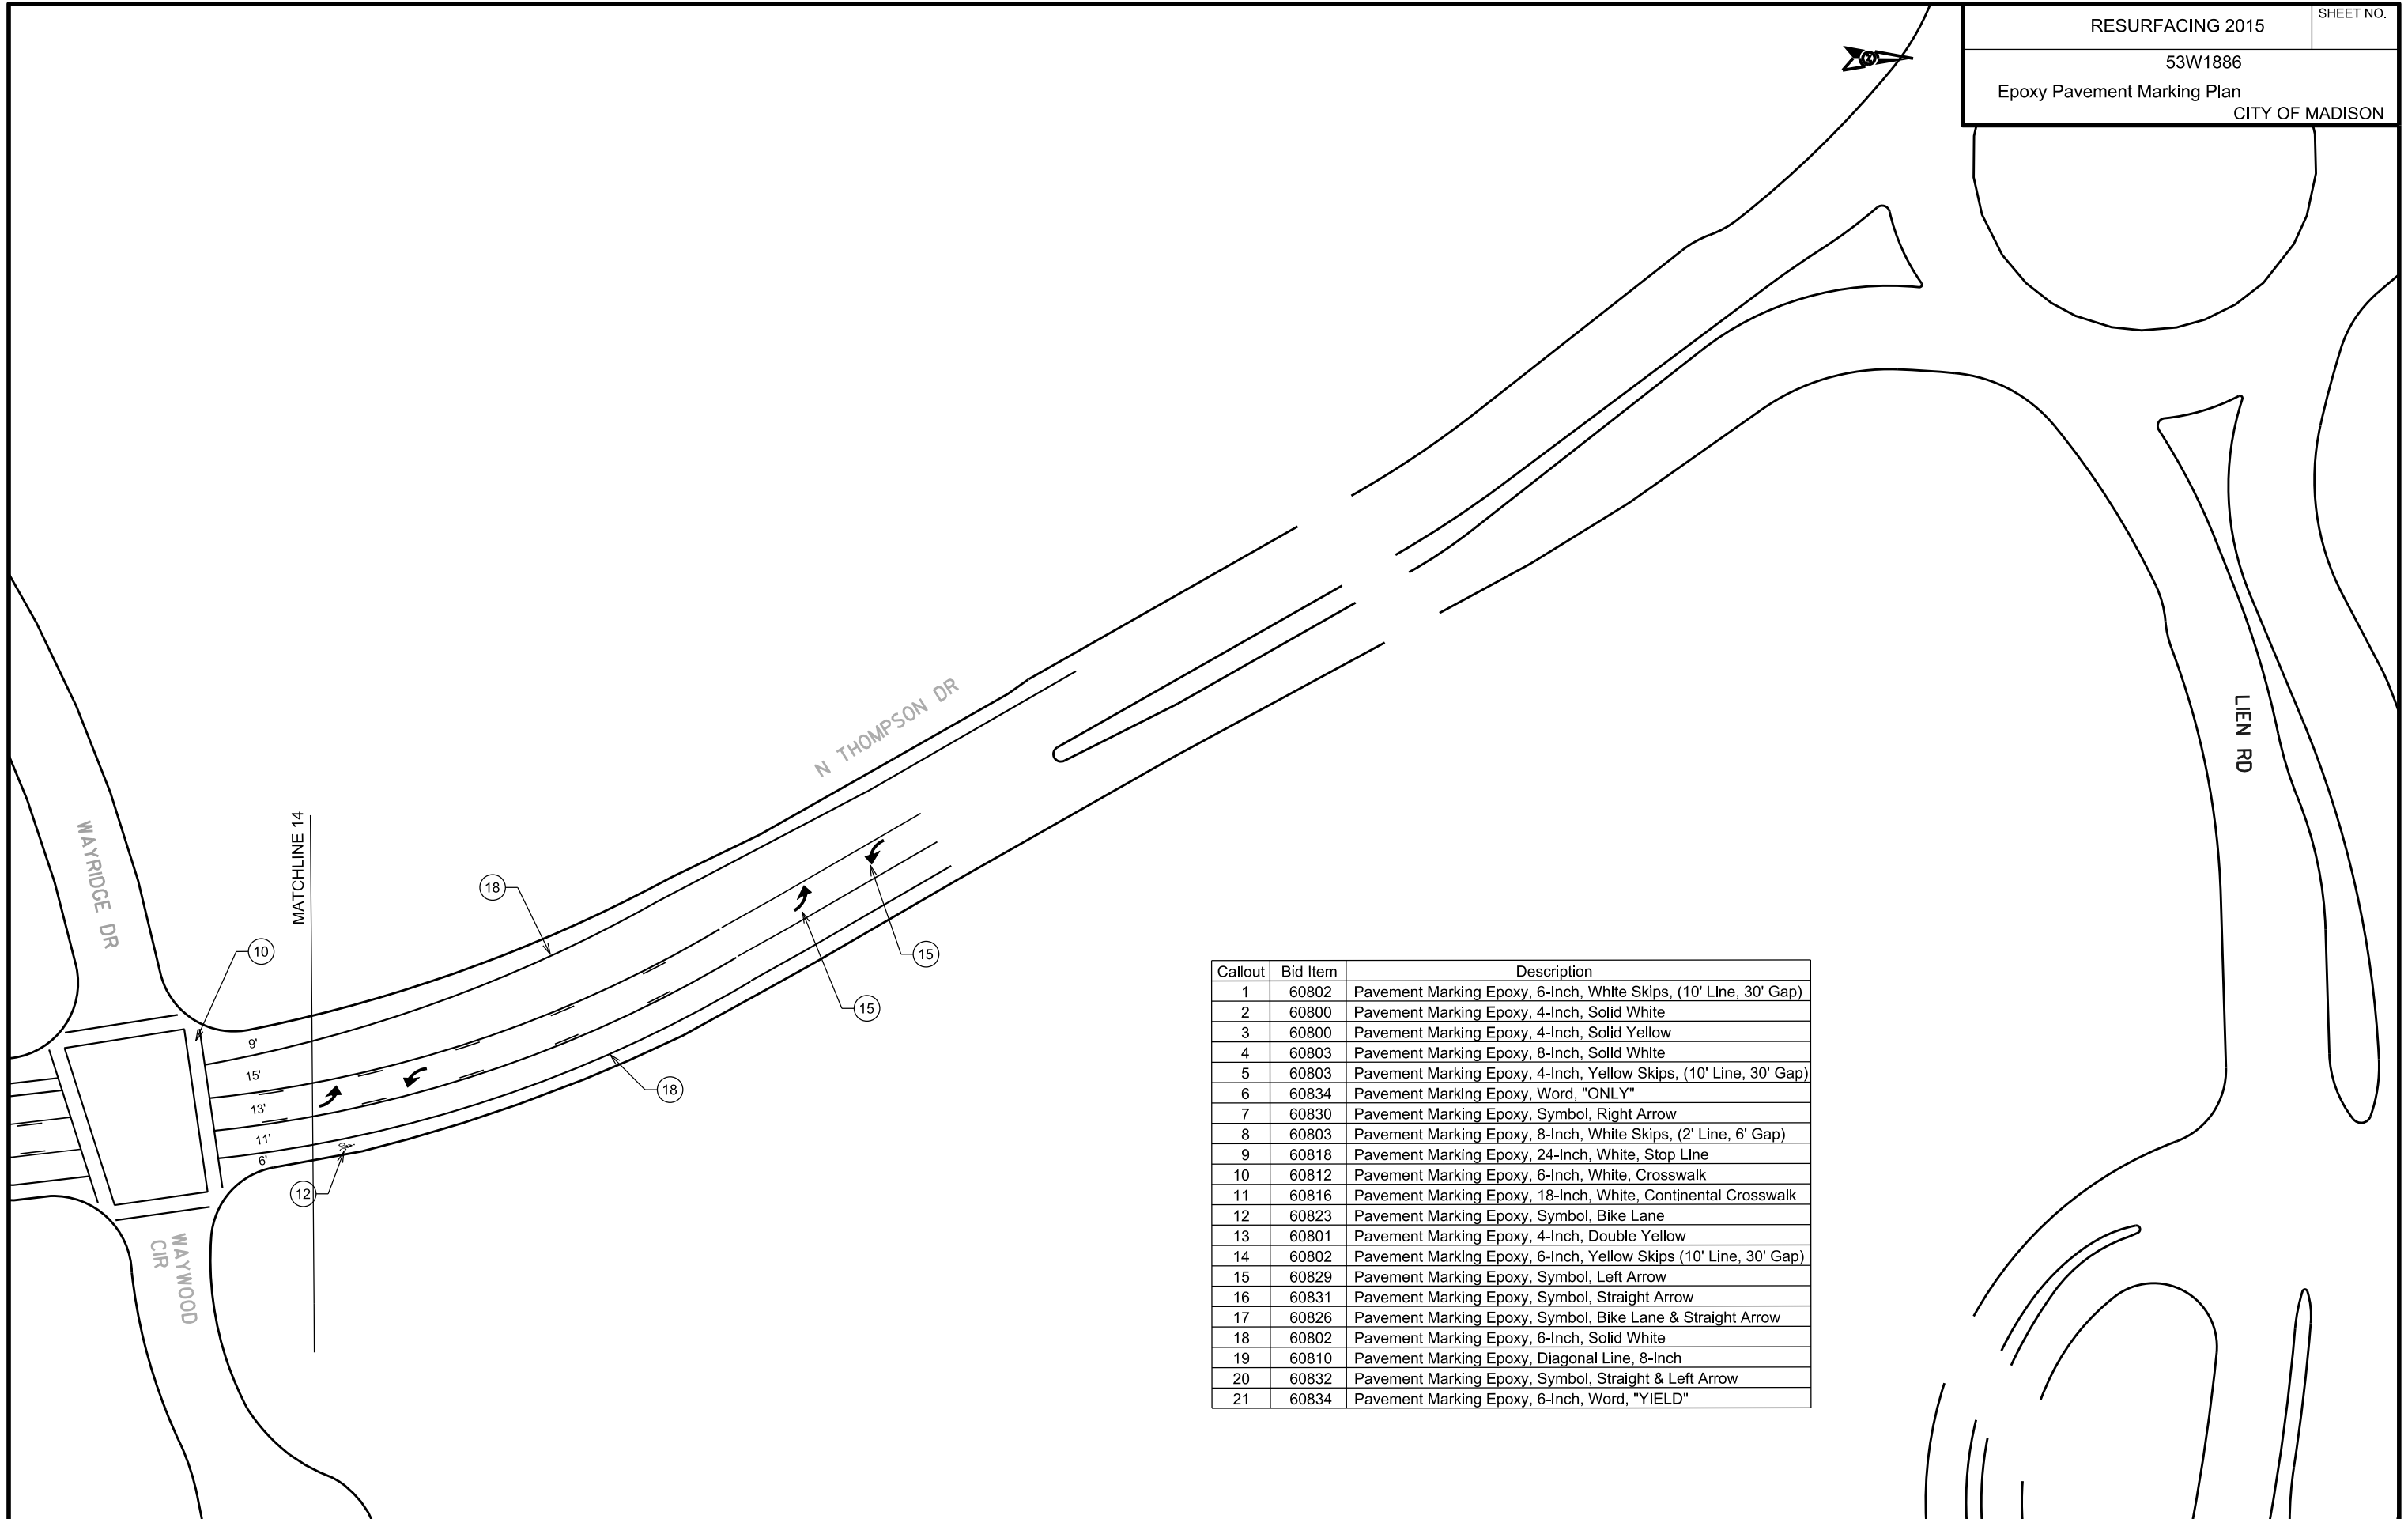 RESURFACING 2015
SHEET NO.
53W1886
Epoxy Pavement Marking Plan
CITY OF MADISON
N THOMPSON DR
LIEN RD
WAYRIDGE DR
MATCHLINE 14
18
10
15
15
18
12
9'
15'
13'
11'
6'
WAYWOOD
CIR
Callout Bid Item Description
1 60802 Pavement Marking Epoxy, 6-Inch, White Skips, (10' Line, 30' Gap)
2 60800 Pavement Marking Epoxy, 4-Inch, Solid White
3 60800 Pavement Marking Epoxy, 4-Inch, Solid Yellow
4 60803 Pavement Marking Epoxy, 8-Inch, Solld White
5 60803 Pavement Marking Epoxy, 4-Inch, Yellow Skips, (10' Line, 30' Gap)
6 60834 Pavement Marking Epoxy, Word, "ONLY"
7 60830 Pavement Marking Epoxy, Symbol, Right Arrow
8 60803 Pavement Marking Epoxy, 8-Inch, White Skips, (2' Line, 6' Gap)
9 60818 Pavement Marking Epoxy, 24-Inch, White, Stop Line
10 60812 Pavement Marking Epoxy, 6-Inch, White, Crosswalk
11 60816 Pavement Marking Epoxy, 18-Inch, White, Continental Crosswalk
12 60823 Pavement Marking Epoxy, Symbol, Bike Lane
13 60801 Pavement Marking Epoxy, 4-Inch, Double Yellow
14 60802 Pavement Marking Epoxy, 6-Inch, Yellow Skips (10' Line, 30' Gap)
15 60829 Pavement Marking Epoxy, Symbol, Left Arrow
16 60831 Pavement Marking Epoxy, Symbol, Straight Arrow
17 60826 Pavement Marking Epoxy, Symbol, Bike Lane & Straight Arrow
18 60802 Pavement Marking Epoxy, 6-Inch, Solid White
19 60810 Pavement Marking Epoxy, Diagonal Line, 8-Inch
20 60832 Pavement Marking Epoxy, Symbol, Straight & Left Arrow
21 60834 Pavement Marking Epoxy, 6-Inch, Word, "YIELD"